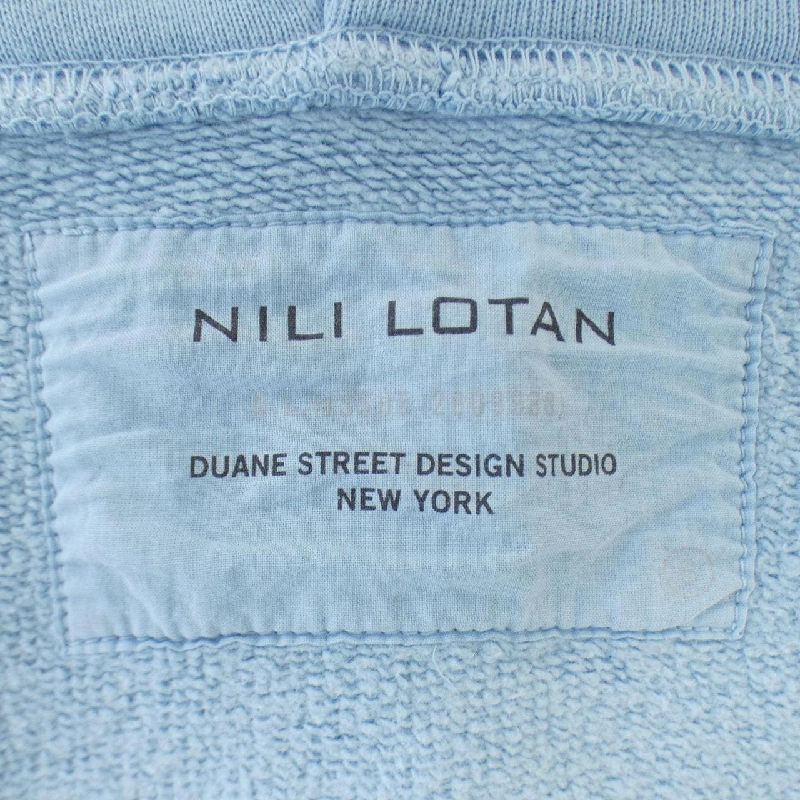 NILI LOTAN
DUANE STREET DESIGN STUDIO
NEW YORK